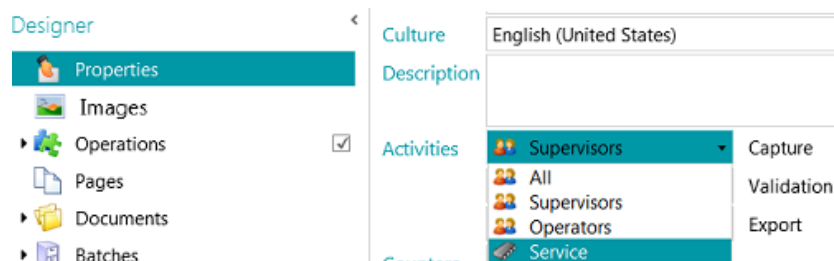 Designer
Properties
Images
Operations
Pages
Documents
Batches
Culture
English (United States)
Description
Activities
Supervisors
All
Supervisors
Operators
Service
Capture
Validation
Export